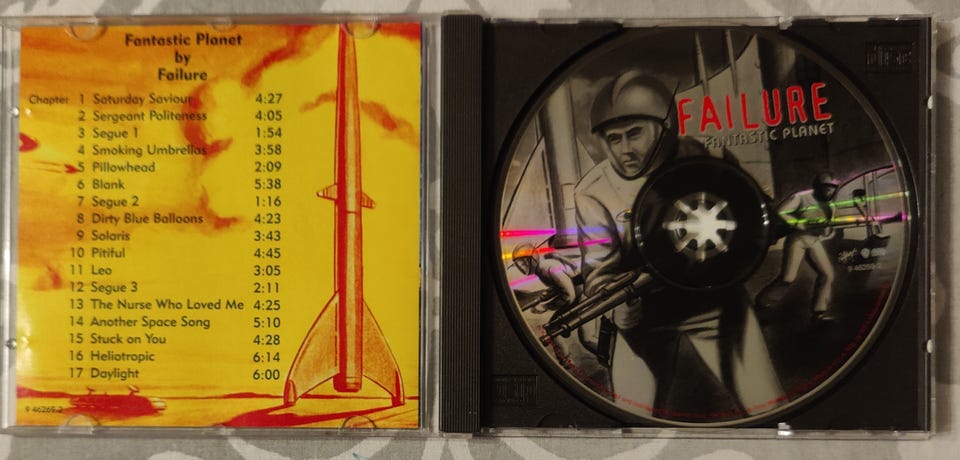 Fantastic Planet
by
Failure
Chapter 1 Saturday Saviour 4:27
2 Sergeant Politeness 4:05
3 Segue 1 1:54
4 Smoking Umbrellas 3:58
5 Pillowhead 2:09
6 Blank 5:38
7 Segue 2 1:16
8 Dirty Blue Balloons 4:23
9 Solaris 3:43
10 Pitiful 4:45
11 Leo 3:05
12 Segue 3 2:11
13 The Nurse Who Loved Me 4:25
14 Another Space Song 5:10
15 Stuck on You 4:28
16 Heliotropic 6:14
17 Daylight 6:00
9 46269-2
FAILURE
FANTASTIC PLANET
9 46269-2